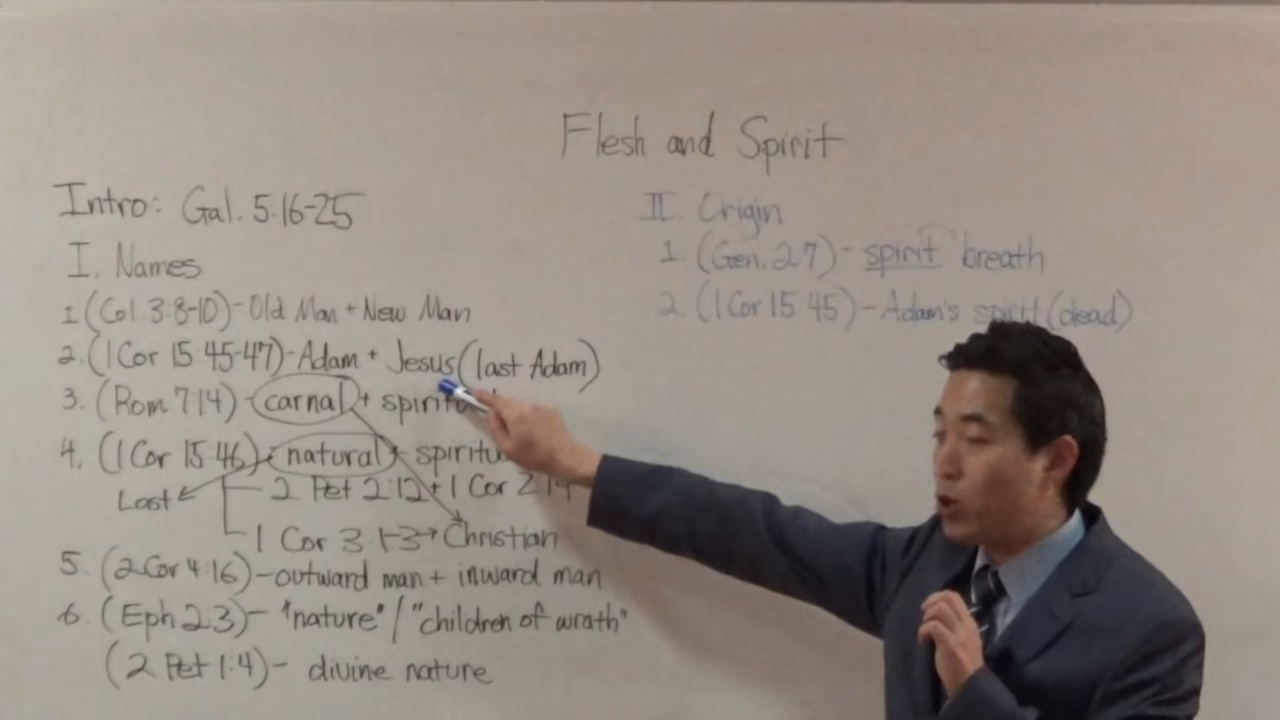 Flesh and Spirit
Intro: Gal. 5:16-25
I. Names
1 (Col 3:8-10) - Old Man + New Man
2. (1 Cor 15:45-47) - Adam + Jesus (last Adam)
3. (Rom 7:14) - carnal + spiritu
4. (1 Cor 15:46) - natural + spiritu
Lost
2 Pet 2:12 + 1 Cor 2:14
1 Cor 3:1-3 → Christian
5. (2 Cor 4:16) - outward man + inward man
6. (Eph 2:3) - "nature" / "children of wrath"
(2 Pet 1:4) - divine nature
II. Origin
1. (Gen. 2:7) - spirit breath
2. (1 Cor 15:45) - Adam's spirit (dead)